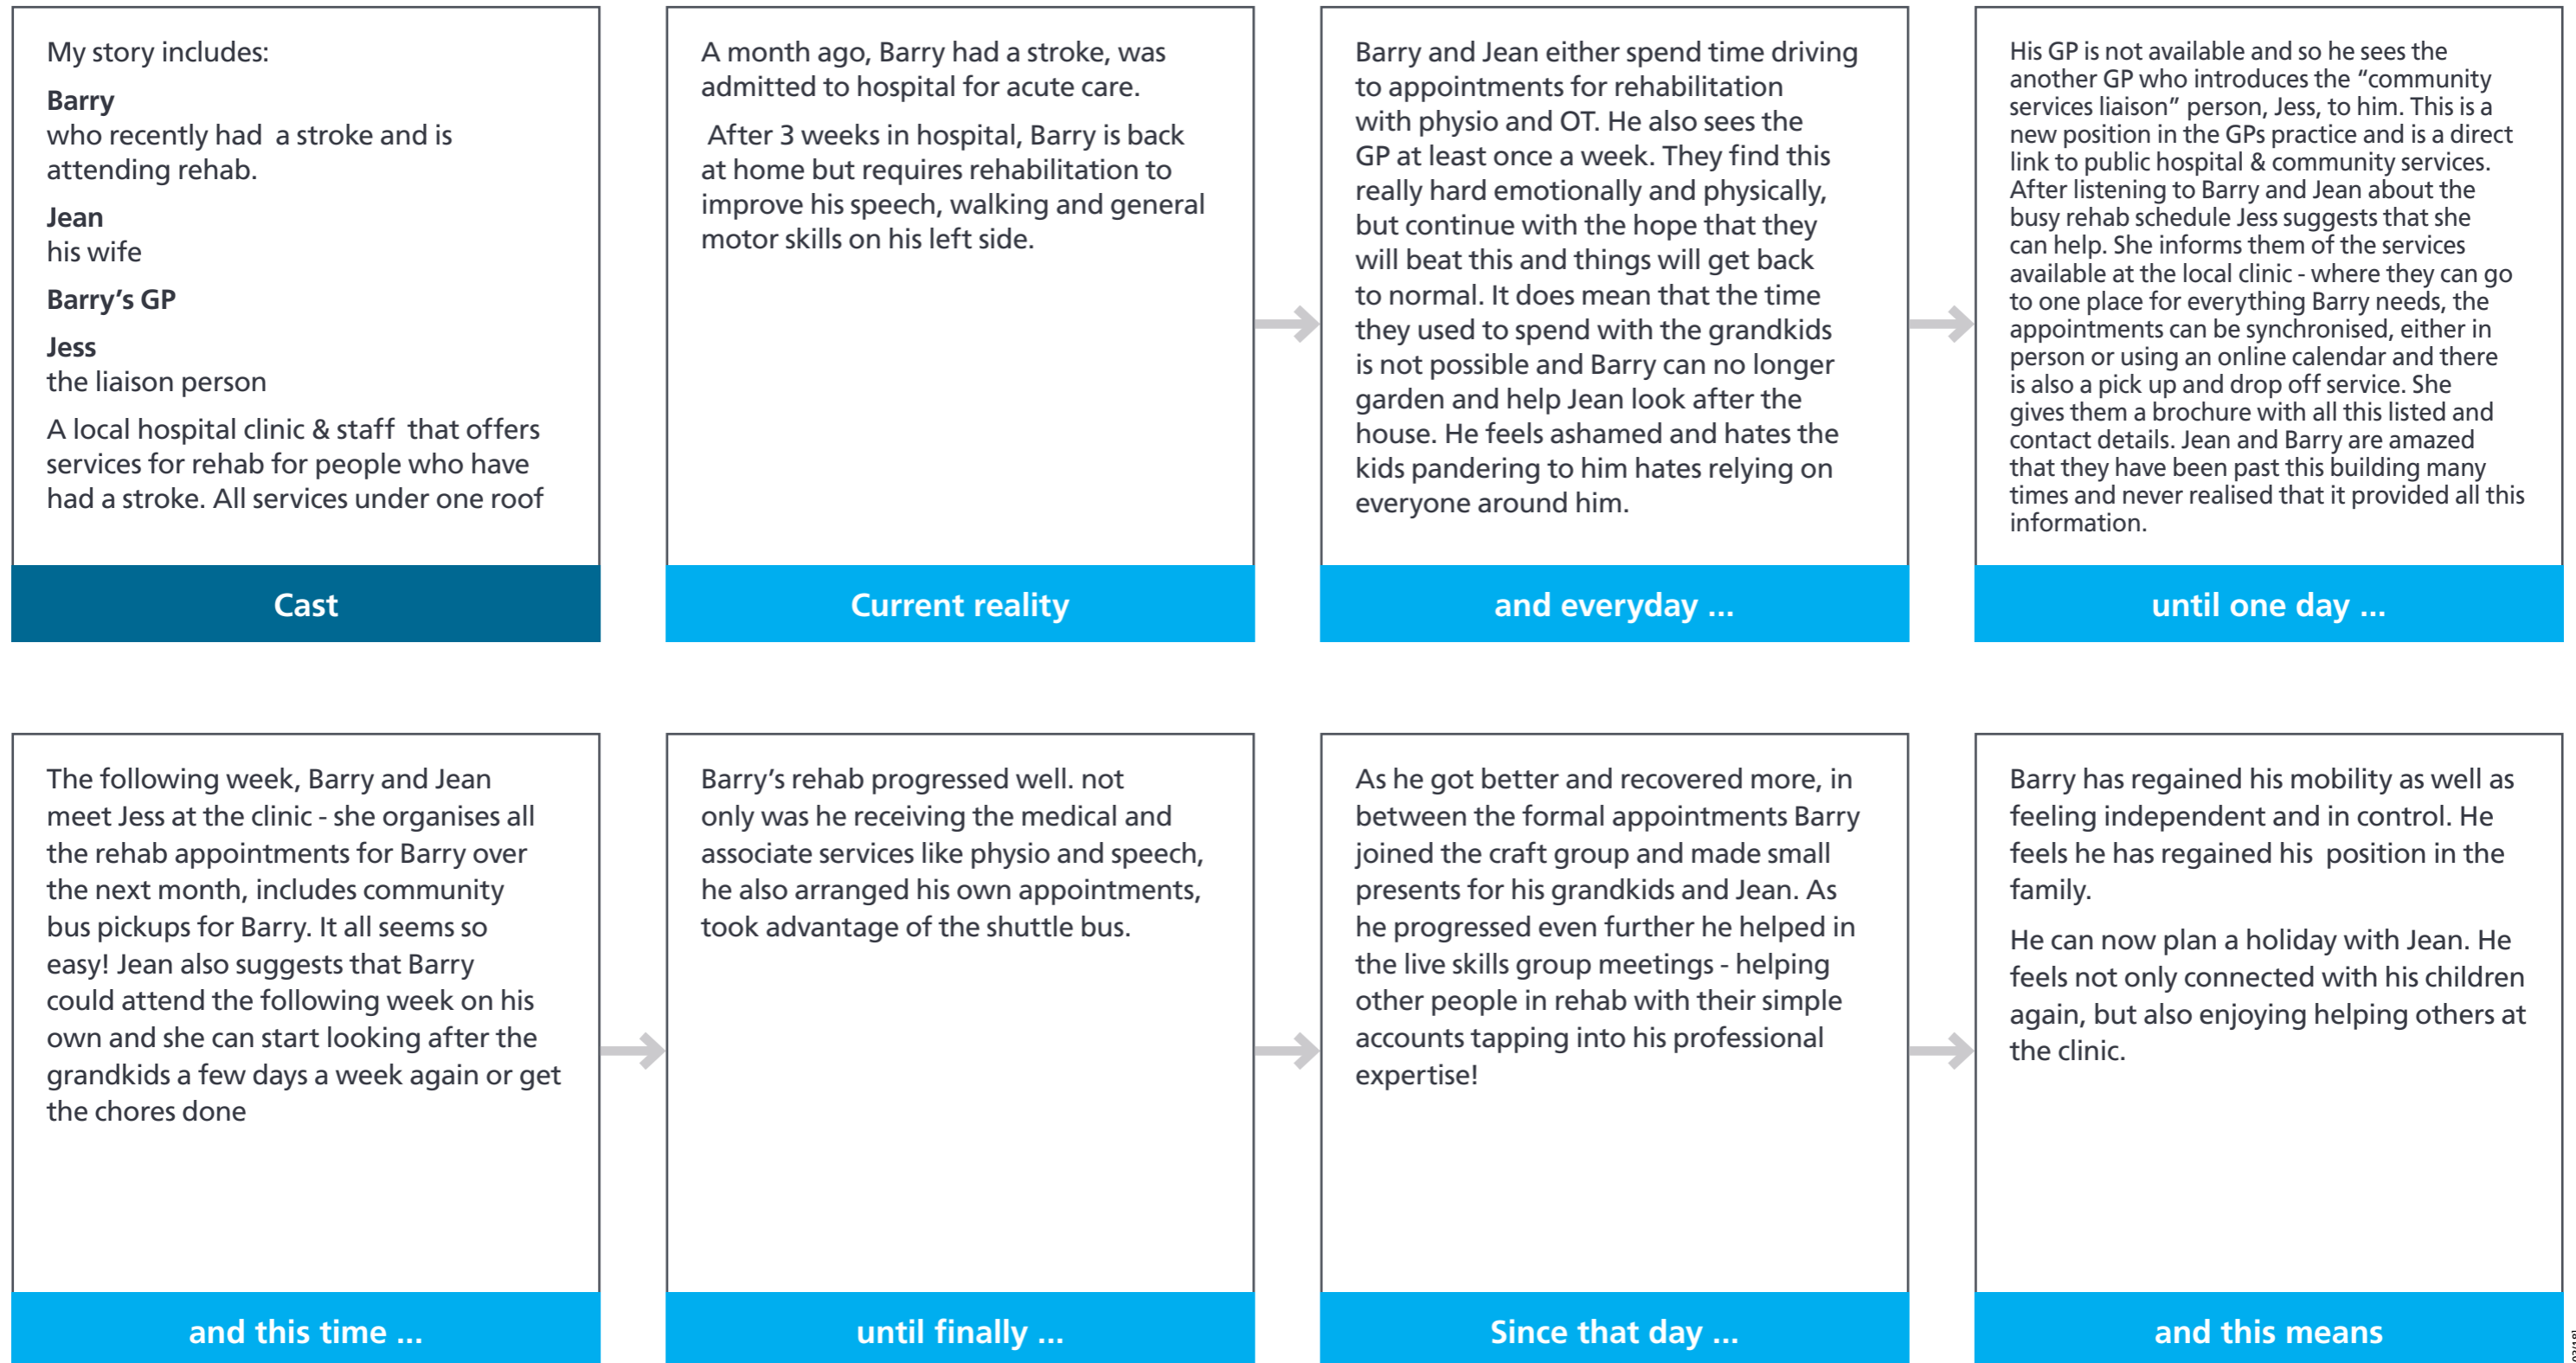 My story includes:
Barry
who recently had  a stroke and is
attending rehab.
Jean
his wife
Barry’s GP
Jess
the liaison person
A local hospital clinic & staff  that offers
services for rehab for people who have
had a stroke. All services under one roof
Cast
A month ago, Barry had a stroke, was
admitted to hospital for acute care.
After 3 weeks in hospital, Barry is back
at home but requires rehabilitation to
improve his speech, walking and general
motor skills on his left side.
Current reality
Barry and Jean either spend time driving
to appointments for rehabilitation
with physio and OT. He also sees the
GP at least once a week. They find this
really hard emotionally and physically,
but continue with the hope that they
will beat this and things will get back
to normal. It does mean that the time
they used to spend with the grandkids
is not possible and Barry can no longer
garden and help Jean look after the
house. He feels ashamed and hates the
kids pandering to him hates relying on
everyone around him.
and everyday ...
His GP is not available and so he sees the
another GP who introduces the “community
services liaison” person, Jess, to him. This is a
new position in the GPs practice and is a direct
link to public hospital & community services.
After listening to Barry and Jean about the
busy rehab schedule Jess suggests that she
can help. She informs them of the services
available at the local clinic - where they can go
to one place for everything Barry needs, the
appointments can be synchronised, either in
person or using an online calendar and there
is also a pick up and drop off service. She
gives them a brochure with all this listed and
contact details. Jean and Barry are amazed
that they have been past this building many
times and never realised that it provided all this
information.
until one day ...
The following week, Barry and Jean
meet Jess at the clinic - she organises all
the rehab appointments for Barry over
the next month, includes community
bus pickups for Barry. It all seems so
easy! Jean also suggests that Barry
could attend the following week on his
own and she can start looking after the
grandkids a few days a week again or get
the chores done
and this time ...
Barry’s rehab progressed well. not
only was he receiving the medical and
associate services like physio and speech,
he also arranged his own appointments,
took advantage of the shuttle bus.
until finally ...
As he got better and recovered more, in
between the formal appointments Barry
joined the craft group and made small
presents for his grandkids and Jean. As
he progressed even further he helped in
the live skills group meetings - helping
other people in rehab with their simple
accounts tapping into his professional
expertise!
Since that day ...
Barry has regained his mobility as well as
feeling independent and in control. He
feels he has regained his  position in the
family.
He can now plan a holiday with Jean. He
feels not only connected with his children
again, but also enjoying helping others at
the clinic.
and this means